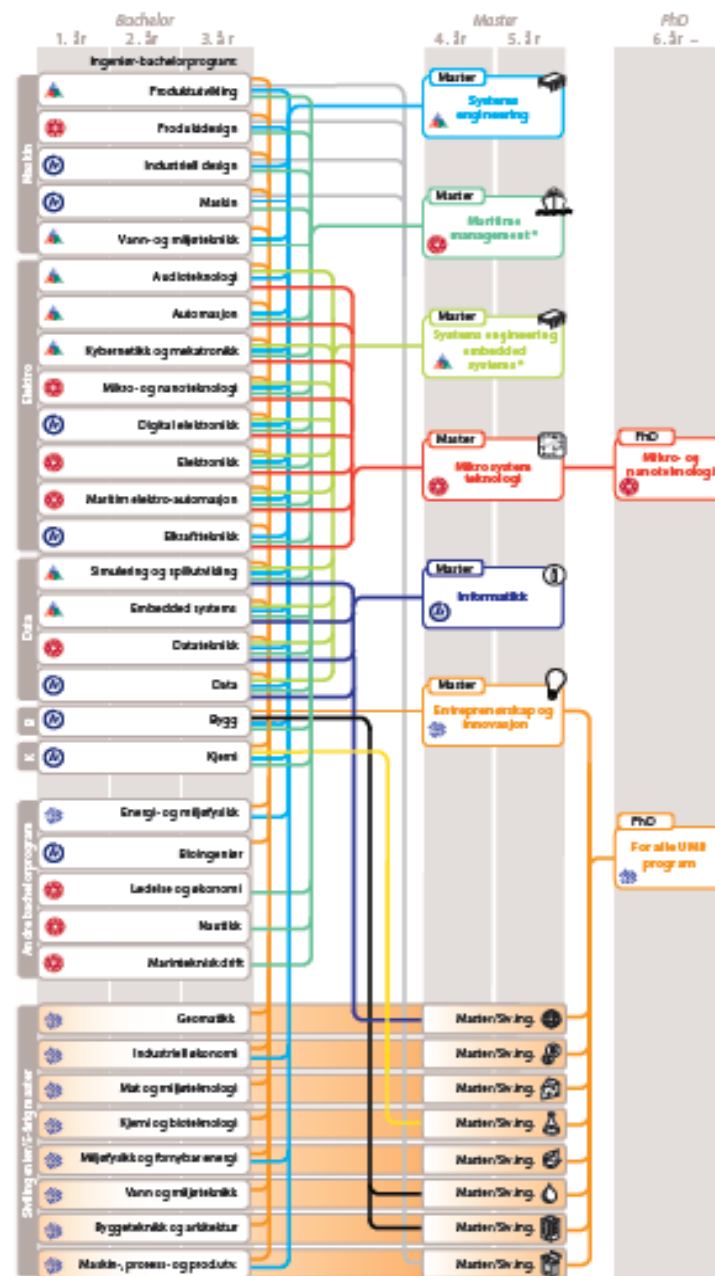 Bachelor
Master
PhD
1. år
2. år
3. år
4. år
5. år
6. år –
Ingeniør-bachelorprogram:
Maskin
Produktutvikling
Produktdesign
Industriell design
Maskin
Vann- og miljøteknikk
Elektro
Audioteknologi
Automasjon
Kybernetikk og mekatronikk
Mikro- og nanoteknologi
Digital elektronikk
Elektronikk
Maritim elektro-automasjon
Elkraftteknikk
Data
Simulering og spillutvikling
Embedded systems
Datateknikk
Data
B
Bygg
K
Kjemi
Andre bachelorprogram
Energi- og miljøfysikk
Bioingeniør
Ledelse og økonomi
Nautikk
Marinteknisk drift
Sivilingeniør/5-årig master
Geomatikk
Industriell økonomi
Mat og miljøteknologi
Kjemi og bioteknologi
Miljøfysikk og fornybar energi
Vann og miljøteknikk
Byggeteknikk og arkitektur
Maskin-, prosess- og produtv.
Master
Systems
engineering
Master
Maritime
management*
Master
Systems engineering
embedded
systems*
Master
Mikrosystem
teknologi
PhD
Mikro- og
nanoteknologi
Master
Informatikk
Master
Entreprenørskap og
innovasjon
PhD
For alle UMB
program
Master/Siv.ing.
Master/Siv.ing.
Master/Siv.ing.
Master/Siv.ing.
Master/Siv.ing.
Master/Siv.ing.
Master/Siv.ing.
Master/Siv.ing.